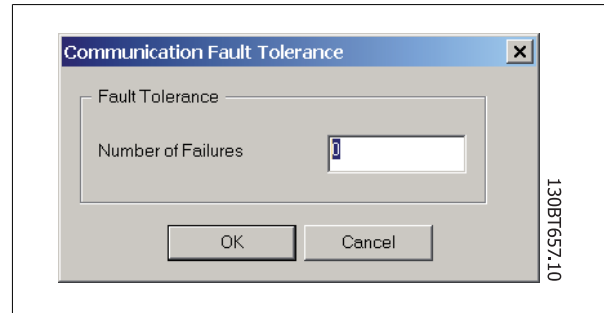 Communication Fault Tolerance
Fault Tolerance
Number of Failures
0
OK
Cancel
130BT657.10